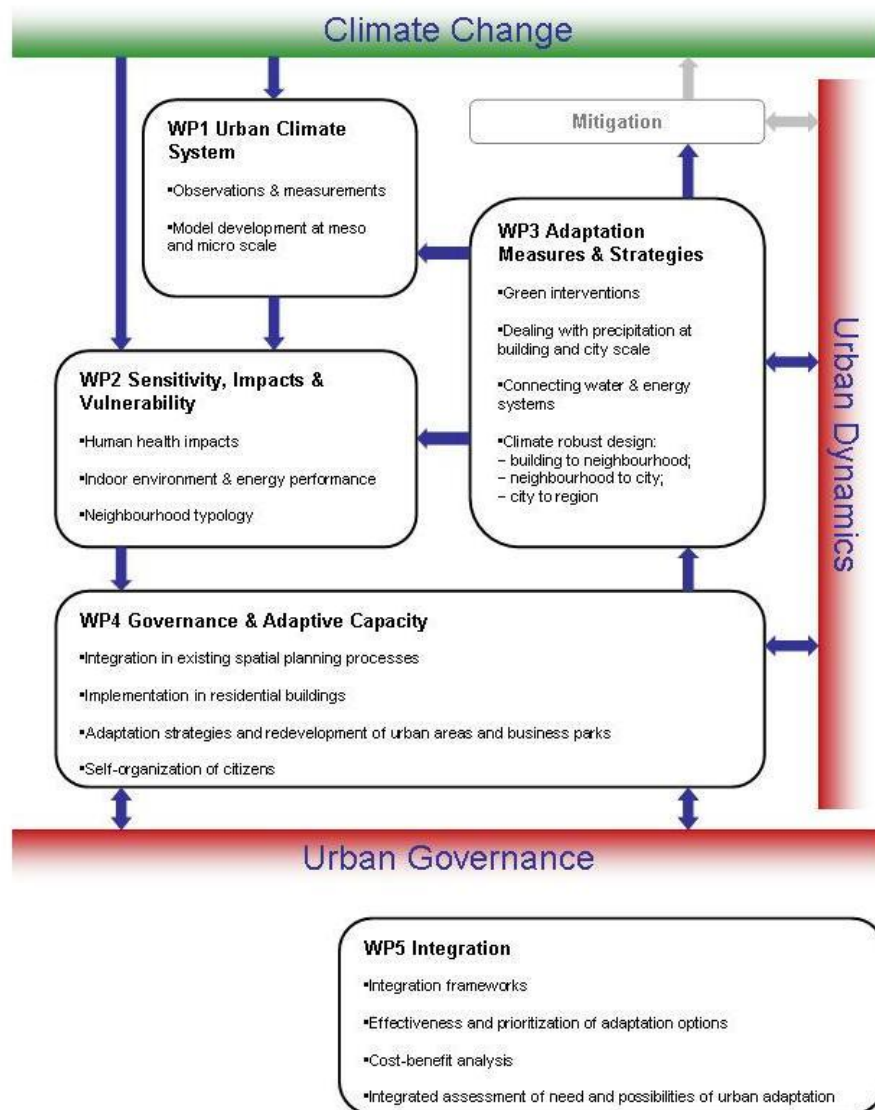 Climate Change
WP1 Urban Climate
System
▪Observations & measurements
▪Model development at meso
and micro scale
Mitigation
WP3 Adaptation
Measures & Strategies
▪Green interventions
▪Dealing with precipitation at
building and city scale
▪Connecting water & energy
systems
▪Climate robust design:
– building to neighbourhood;
– neighbourhood to city;
– city to region
WP2 Sensitivity, Impacts &
Vulnerability
▪Human health impacts
▪Indoor environment & energy performance
▪Neighbourhood typology
Urban Dynamics
WP4 Governance & Adaptive Capacity
▪Integration in existing spatial planning processes
▪Implementation in residential buildings
▪Adaptation strategies and redevelopment of urban areas and business parks
▪Self-organization of citizens
Urban Governance
WP5 Integration
▪Integration frameworks
▪Effectiveness and prioritization of adaptation options
▪Cost-benefit analysis
▪Integrated assessment of need and possibilities of urban adaptation